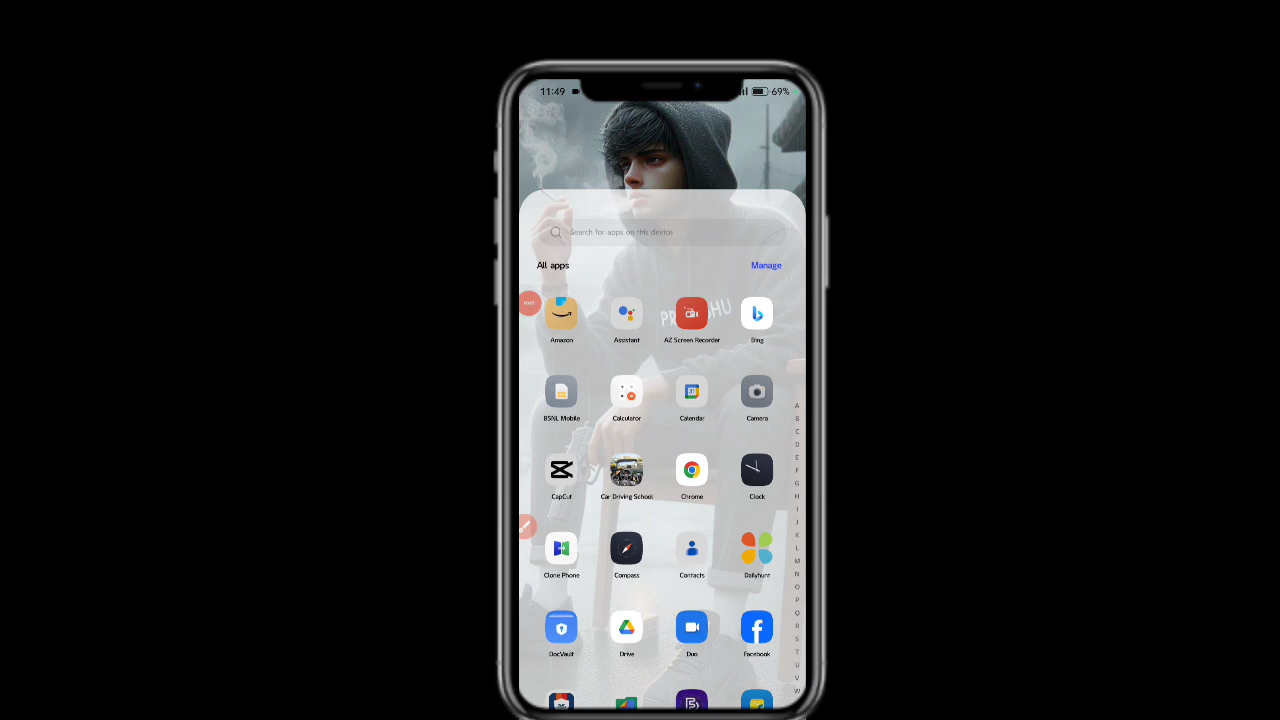 11:49 69%
Search for apps on this device
All apps Manage
Amazon Assistant AZ Screen Recorder Bing
BSNL Mobile Calculator Calendar Camera
A
B
C
D
E
F
G
H
I
J
K
L
M
N
O
P
Q
R
S
T
U
V
W
CapCut Car Driving School Chrome Clock
Clone Phone Compass Contacts Dailyhunt
DocVault Drive Duo Facebook